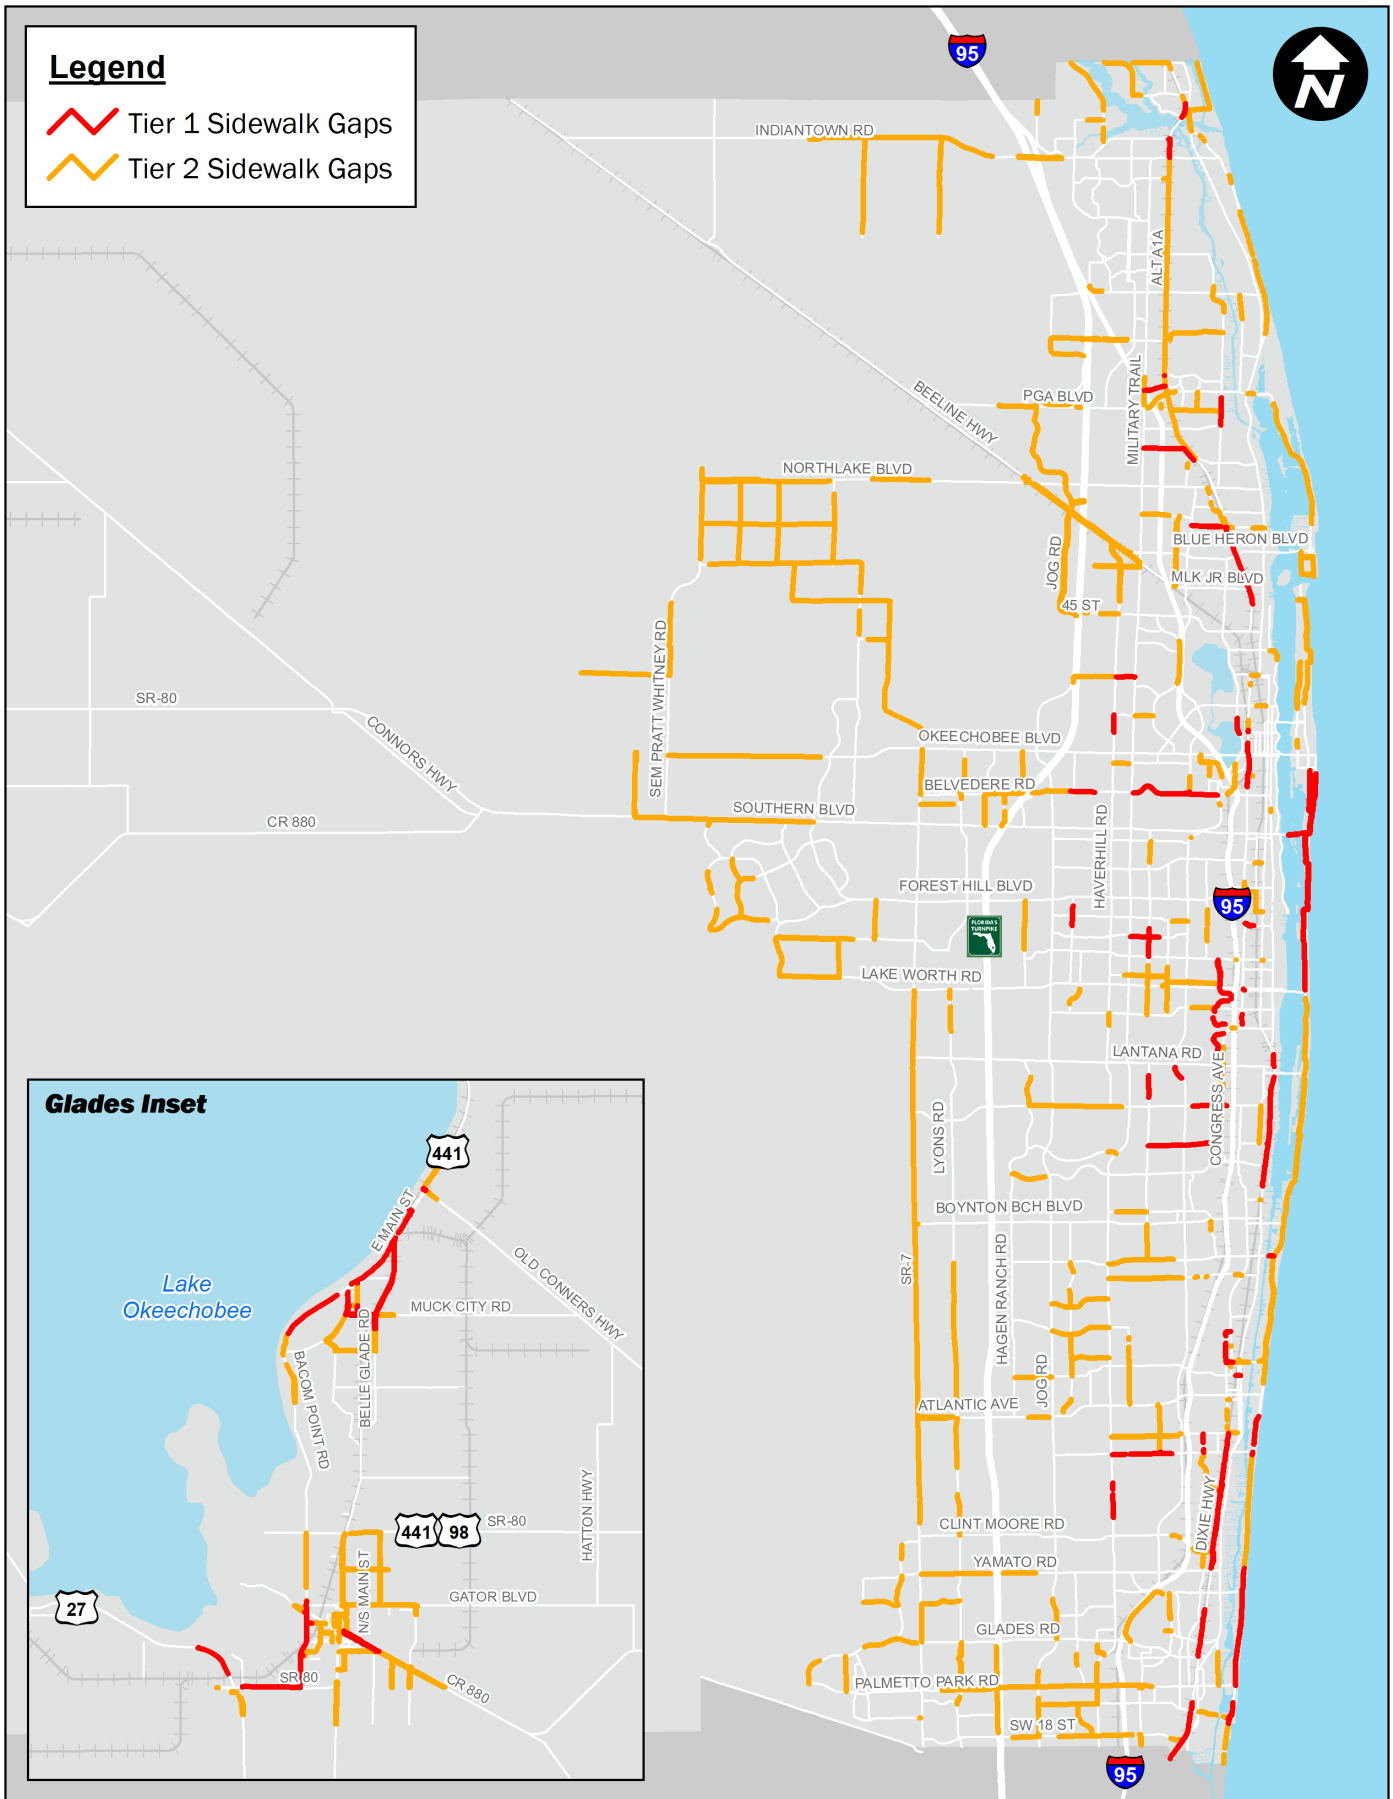 Legend
Tier 1 Sidewalk Gaps
Tier 2 Sidewalk Gaps
95
N
INDIANTOWN RD
ALT A1A
MILITARY TRAIL
BEELINE HWY
PGA BLVD
NORTHLAKE BLVD
BLUE HERON BLVD
JOG RD
MLK JR BLVD
45 ST
SEM PRATT WHITNEY RD
SR-80
CONNORS HWY
OKEECHOBEE BLVD
BELVEDERE RD
SOUTHERN BLVD
CR 880
HAVERHILL RD
FOREST HILL BLVD
95
FLORIDA'S
TURNPIKE
LAKE WORTH RD
LANTANA RD
CONGRESS AVE
LYONS RD
BOYNTON BCH BLVD
SR-7
HAGEN RANCH RD
JOG RD
ATLANTIC AVE
DIXIE HWY
CLINT MOORE RD
YAMATO RD
GLADES RD
PALMETTO PARK RD
SW 18 ST
95
Glades Inset
441
E MAIN ST
OLD CONNERS HWY
Lake
Okeechobee
MUCK CITY RD
BELLE GLADE RD
BACOM POINT RD
HATTON HWY
441
98
SR-80
N/S MAIN ST
GATOR BLVD
27
SR 80
CR 880